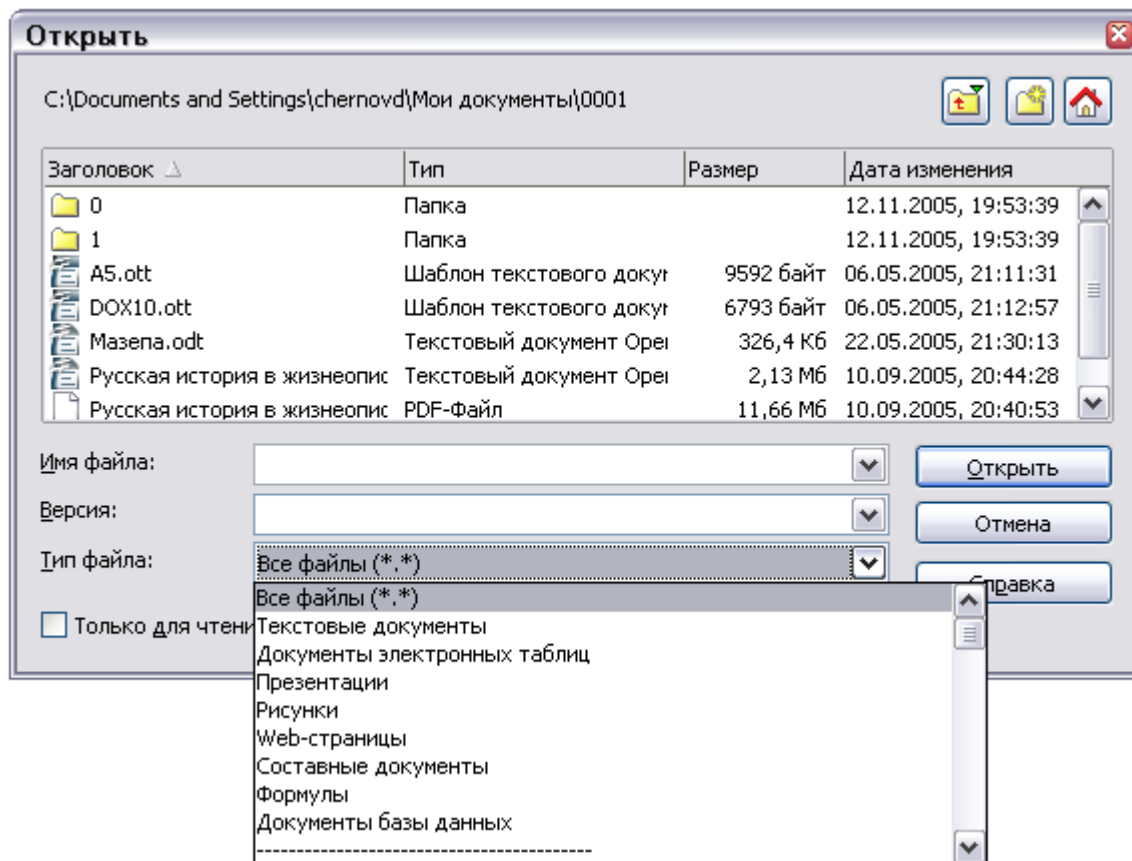 Открыть
C:\Documents and Settings\chernovd\Мои документы\0001
Заголовок Тип Размер Дата изменения
0 Папка 12.11.2005, 19:53:39
1 Папка 12.11.2005, 19:53:39
A5.ott Шаблон текстового докум 9592 байт 06.05.2005, 21:11:31
DOX10.ott Шаблон текстового докум 6793 байт 06.05.2005, 21:12:57
Мазепа.odt Текстовый документ Oper 326,4 Кб 22.05.2005, 21:30:13
Русская история в жизнеопис Текстовый документ Oper 2,13 Мб 10.09.2005, 20:44:28
Русская история в жизнеопис PDF-Файл 11,66 Мб 10.09.2005, 20:40:53
Имя файла: Открыть
Версия: Отмена
Тип файла: Все файлы (*.*) Справка
Все файлы (*.*)
Только для чтени Текстовые документы
Документы электронных таблиц
Презентации
Рисунки
Web-страницы
Составные документы
Формулы
Документы базы данных
------------------------------------------